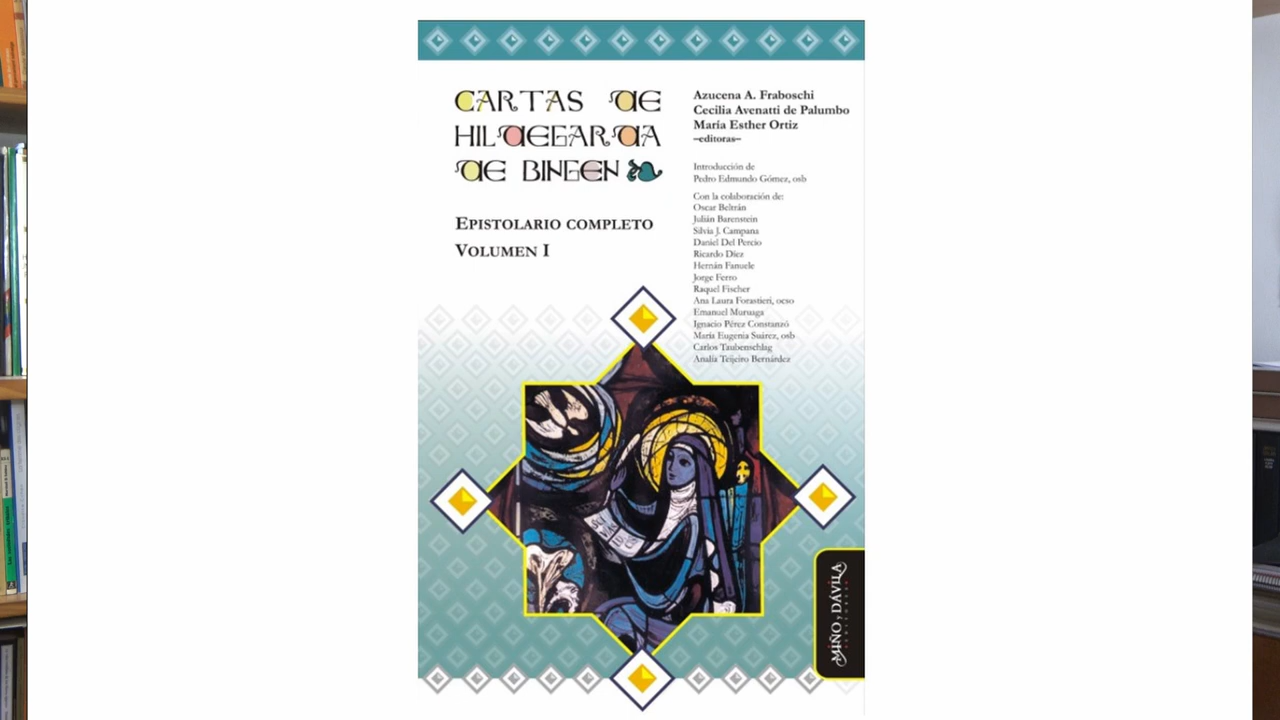 CARTAS DE
HILDEGARDA
DE BINGEN
EPISTOLARIO COMPLETO
VOLUMEN I
Azucena A. Fraboschi
Cecilia Avenatti de Palumbo
María Esther Ortiz
–editoras–
Introducción de
Pedro Edmundo Gómez, osb
Con la colaboración de:
Oscar Beltrán
Julián Barenstein
Silvia J. Campana
Daniel Del Percio
Ricardo Díez
Hernán Fanuele
Jorge Ferro
Raquel Fischer
Ana Laura Forastieri, ocso
Emanuel Muruaga
Ignacio Pérez Constanzó
María Eugenia Suárez, osb
Carlos Taubenschlag
Analía Teijeiro Bernárdez
MIÑO y DÁVILA
EDITORES